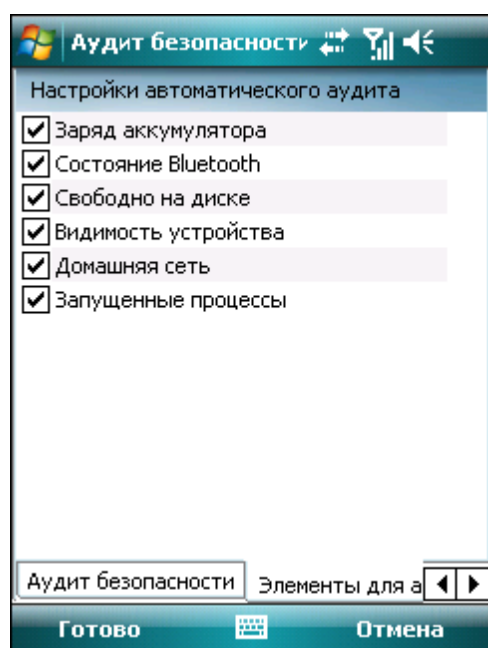 Аудит безопасности
Настройки автоматического аудита
Заряд аккумулятора
Состояние Bluetooth
Свободно на диске
Видимость устройства
Домашняя сеть
Запущенные процессы
Аудит безопасности Элементы для а
Готово Отмена